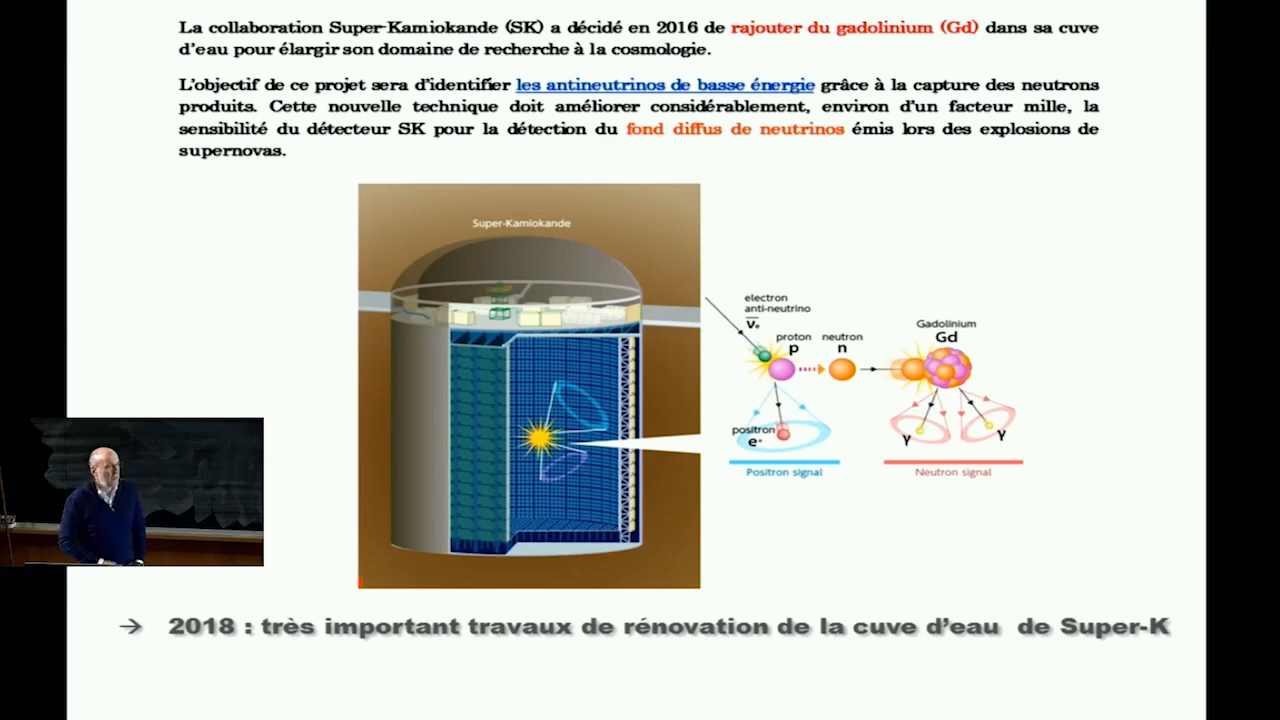 La collaboration Super-Kamiokande (SK) a décidé en 2016 de rajouter du gadolinium (Gd) dans sa cuve
d'eau pour élargir son domaine de recherche à la cosmologie.
L'objectif de ce projet sera d'identifier les antineutrinos de basse énergie grâce à la capture des neutrons
produits. Cette nouvelle technique doit améliorer considérablement, environ d'un facteur mille, la
sensibilité du détecteur SK pour la détection du fond diffus de neutrinos émis lors des explosions de
supernovas.
Super-Kamiokande
electron
anti-neutrino
ν̅e
proton
p
neutron
n
Gadolinium
Gd
positron
e+
γ
γ
Positron signal
Neutron signal
→ 2018 : très important travaux de rénovation de la cuve d'eau de Super-K